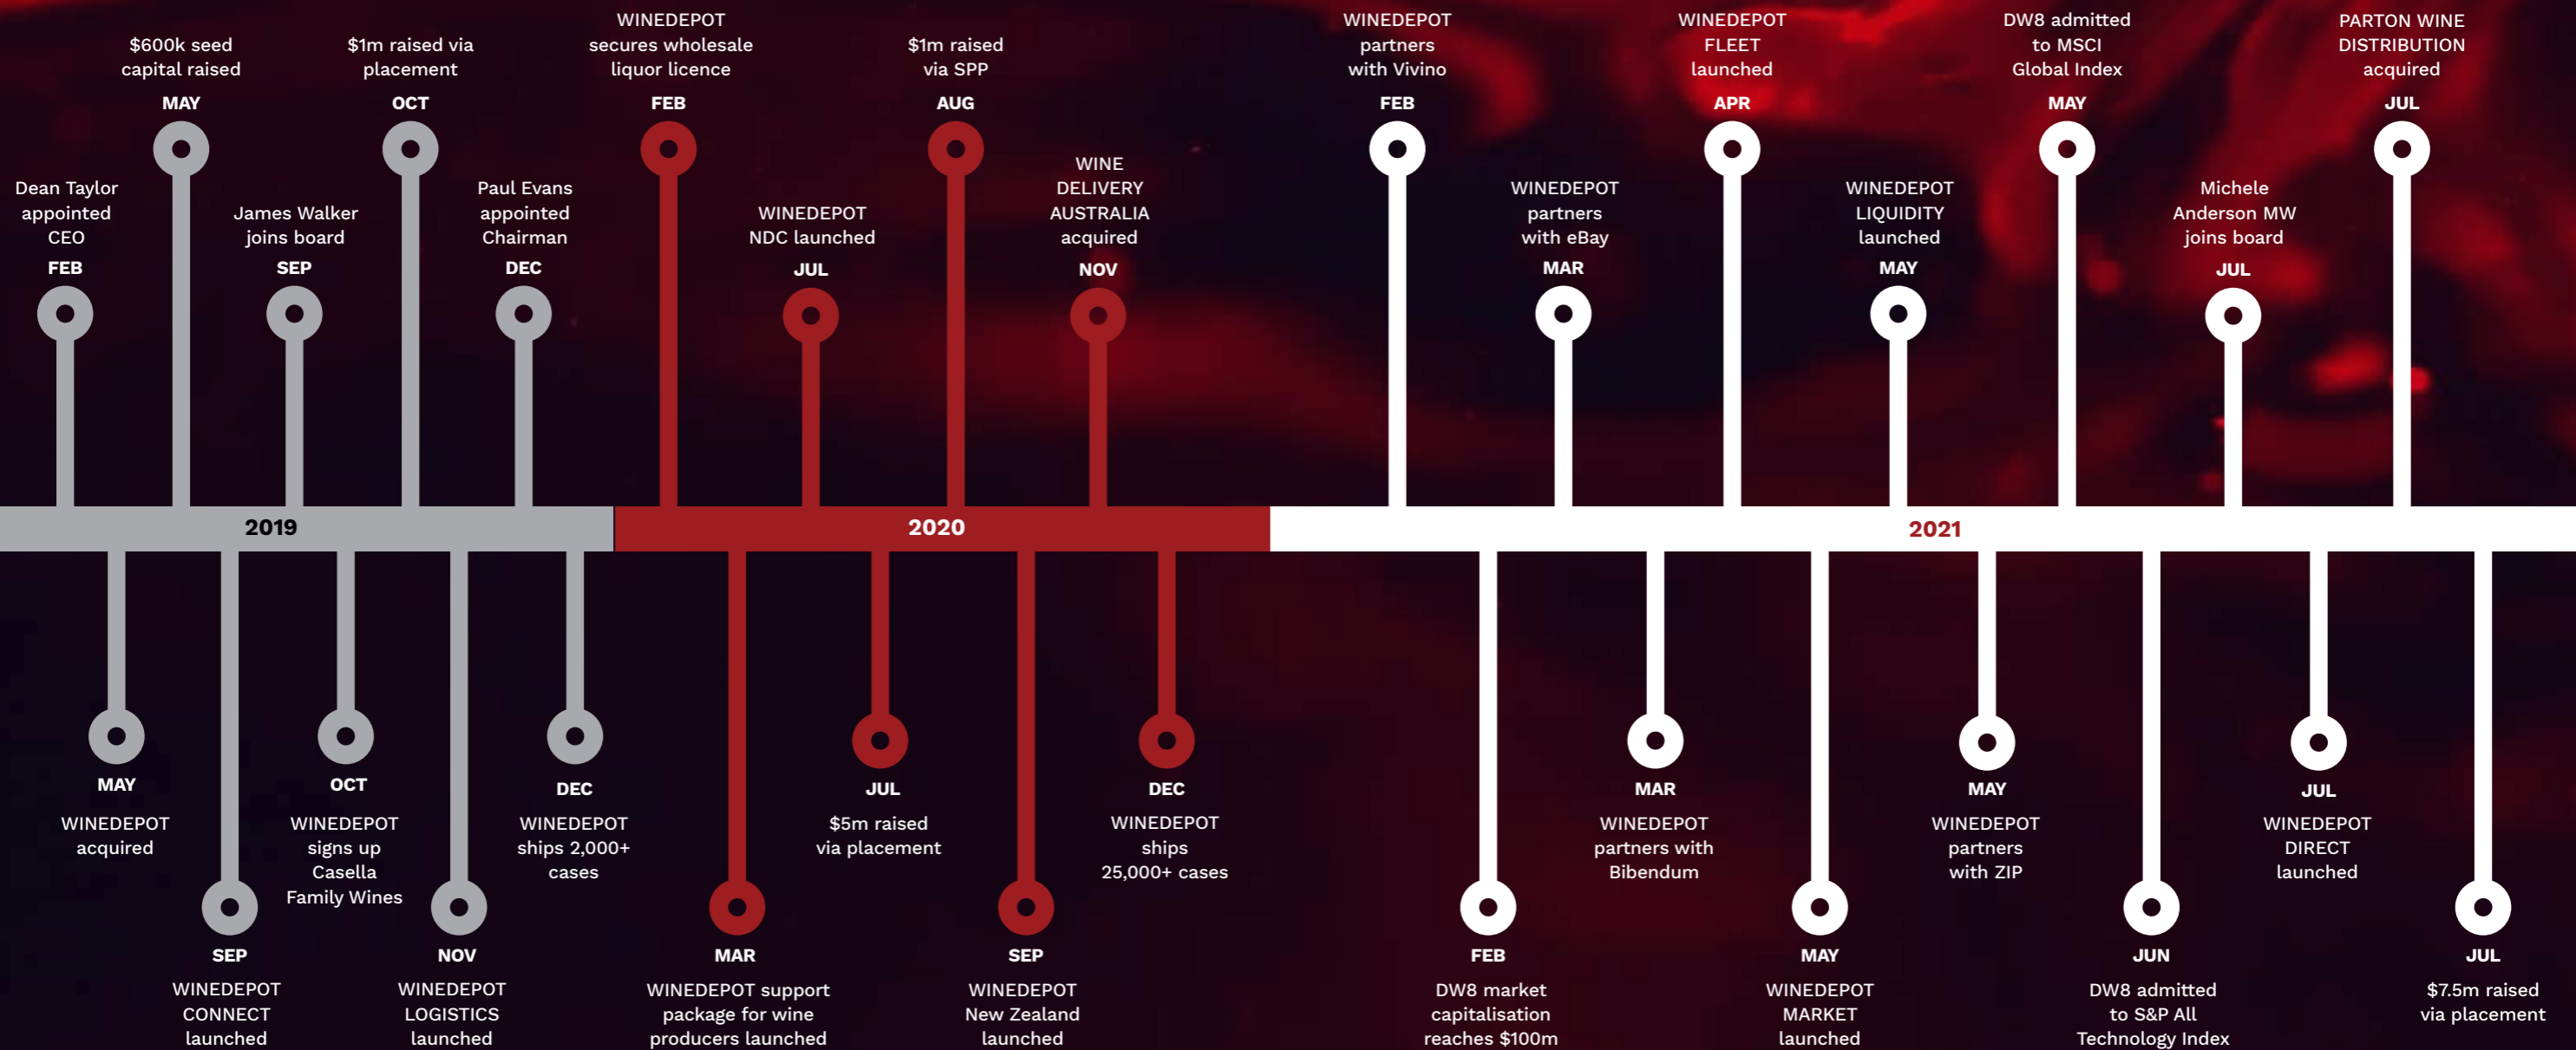 Dean Taylor
appointed
CEO
FEB
$600k seed
capital raised
MAY
James Walker
joins board
SEP
$1m raised via
placement
OCT
Paul Evans
appointed
Chairman
DEC
WINEDEPOT
secures wholesale
liquor licence
FEB
WINEDEPOT
NDC launched
JUL
$1m raised
via SPP
AUG
WINE
DELIVERY
AUSTRALIA
acquired
NOV
WINEDEPOT
partners
with Vivino
FEB
WINEDEPOT
partners
with eBay
MAR
WINEDEPOT
FLEET
launched
APR
WINEDEPOT
LIQUIDITY
launched
MAY
DW8 admitted
to MSCI
Global Index
MAY
Michele
Anderson MW
joins board
JUL
PARTON WINE
DISTRIBUTION
acquired
JUL
2019
2020
2021
MAY
WINEDEPOT
acquired
SEP
WINEDEPOT
CONNECT
launched
OCT
WINEDEPOT
signs up
Casella
Family Wines
NOV
WINEDEPOT
LOGISTICS
launched
DEC
WINEDEPOT
ships 2,000+
cases
MAR
WINEDEPOT support
package for wine
producers launched
JUL
$5m raised
via placement
SEP
WINEDEPOT
New Zealand
launched
DEC
WINEDEPOT
ships
25,000+ cases
FEB
DW8 market
capitalisation
reaches $100m
MAR
WINEDEPOT
partners with
Bibendum
MAY
WINEDEPOT
MARKET
launched
MAY
WINEDEPOT
partners
with ZIP
JUN
DW8 admitted
to S&P All
Technology Index
JUL
WINEDEPOT
DIRECT
launched
JUL
$7.5m raised
via placement